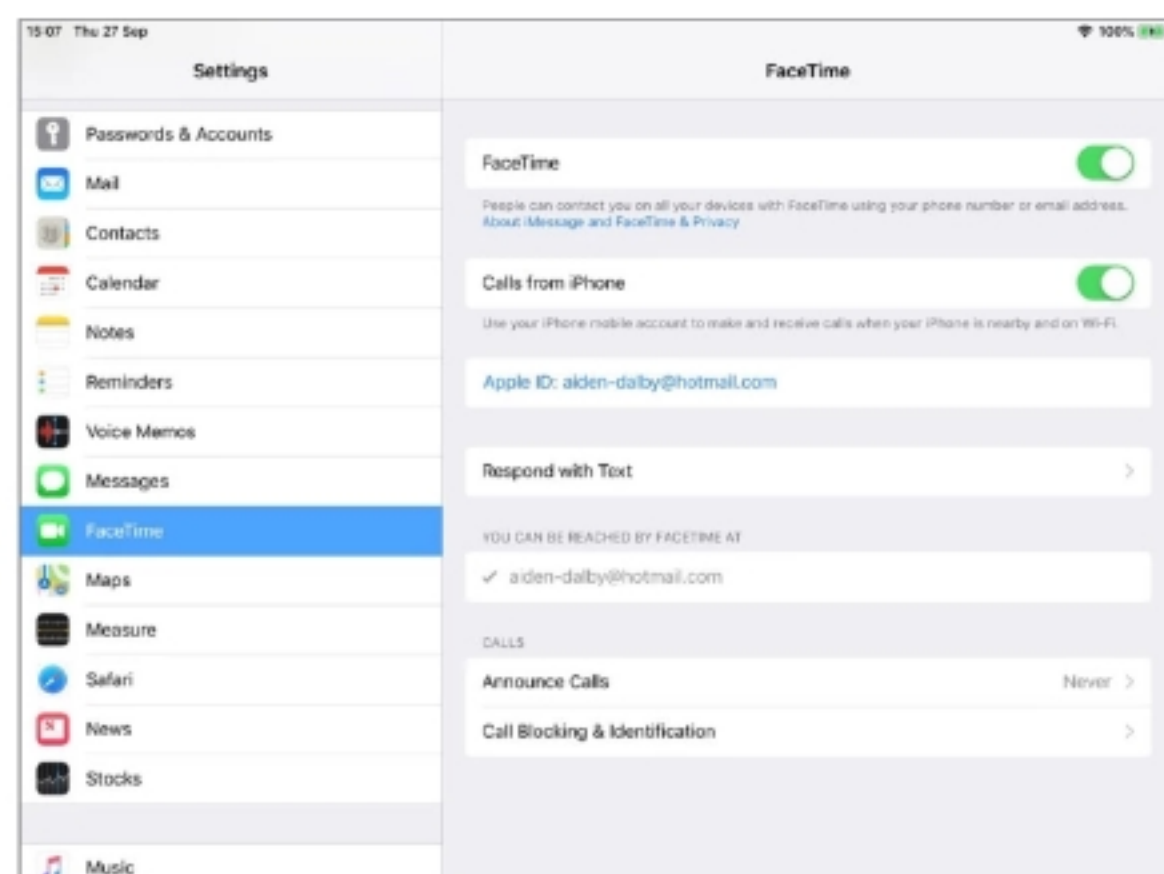 15:07 Thu 27 Sep
100%
Settings
FaceTime
Passwords & Accounts
Mail
Contacts
Calendar
Notes
Reminders
Voice Memos
Messages
FaceTime
Maps
Measure
Safari
News
Stocks
Music
FaceTime
People can contact you on all your devices with FaceTime using your phone number or email address.
About iMessage and FaceTime & Privacy
Calls from iPhone
Use your iPhone mobile account to make and receive calls when your iPhone is nearby and on Wi-Fi.
Apple ID: aiden-dalby@hotmail.com
Respond with Text
YOU CAN BE REACHED BY FACETIME AT
aiden-dalby@hotmail.com
CALLS
Announce Calls Never
Call Blocking & Identification